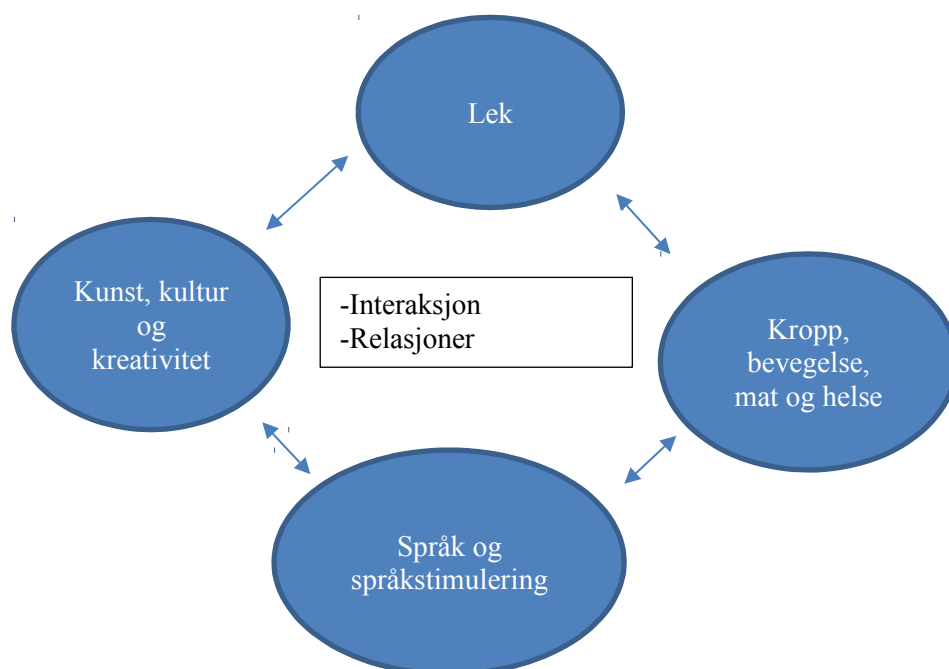 Lek
Kunst, kultur
og
kreativitet
-Interaksjon
-Relasjoner
Kropp,
bevegelse,
mat og helse
Språk og
språkstimulering